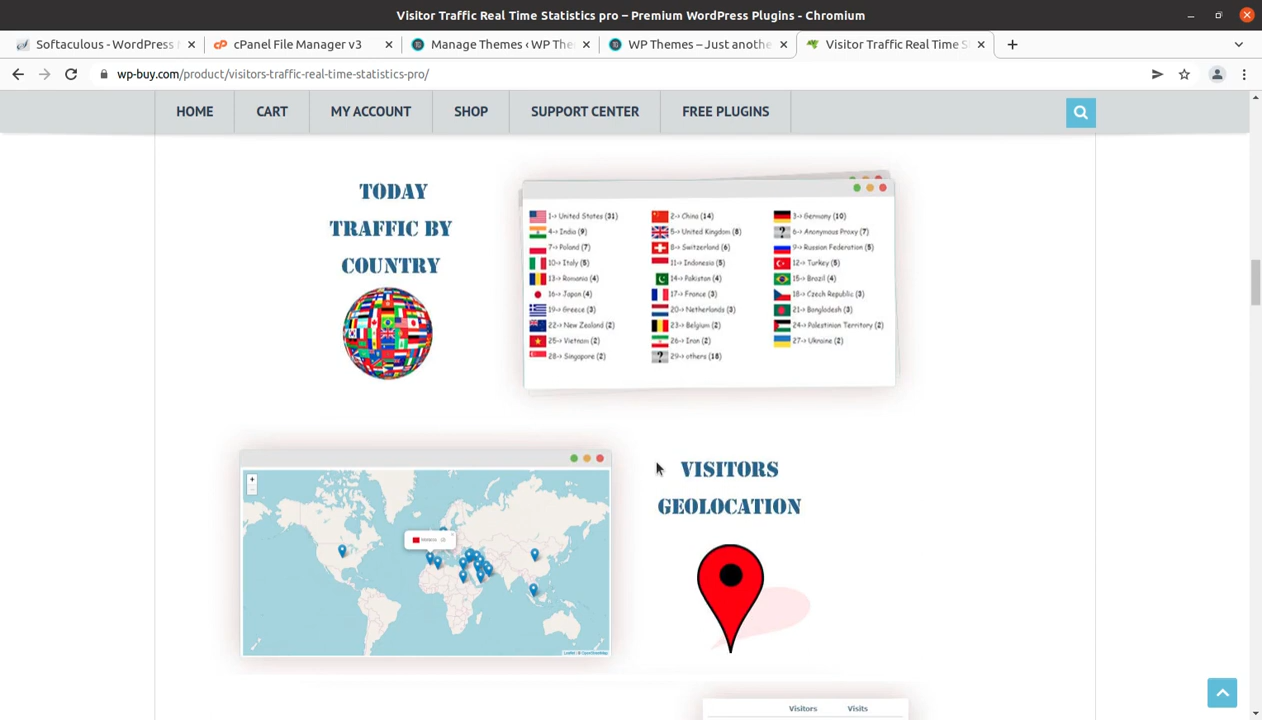 Visitor Traffic Real Time Statistics pro – Premium WordPress Plugins - Chromium
Softaculous - WordPress
cPanel File Manager v3
Manage Themes ‹ WP The
WP Themes – Just anothe
Visitor Traffic Real Time S
wp-buy.com/product/visitors-traffic-real-time-statistics-pro/
HOME
CART
MY ACCOUNT
SHOP
SUPPORT CENTER
FREE PLUGINS
TODAY
TRAFFIC BY
COUNTRY
1-> United States (31)
2-> China (14)
3-> Germany (10)
4-> India (9)
5-> United Kingdom (8)
6-> Anonymous Proxy (7)
7-> Poland (7)
8-> Switzerland (6)
9-> Russian Federation (5)
10-> Italy (5)
11-> Indonesia (5)
12-> Turkey (5)
13-> Romania (4)
14-> Pakistan (4)
15-> Brazil (4)
16-> Japan (4)
17-> France (3)
18-> Czech Republic (3)
19-> Greece (3)
20-> Netherlands (3)
21-> Bangladesh (3)
22-> New Zealand (2)
23-> Belgium (2)
24-> Palestinian Territory (2)
25-> Vietnam (2)
26-> Iran (2)
27-> Ukraine (2)
28-> Singapore (2)
29-> others (18)
VISITORS
GEOLOCATION
Leaflet | © OpenStreetMap
Visitors
Visits